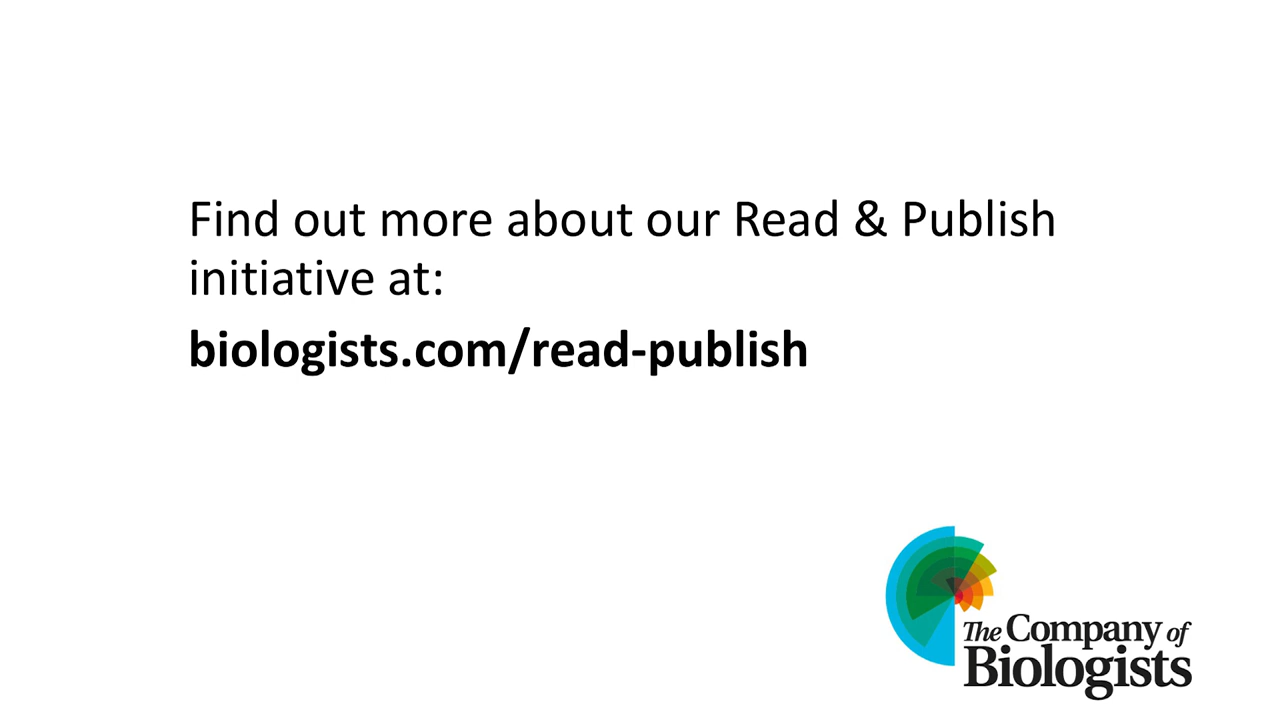 Find out more about our Read & Publish
initiative at:
biologists.com/read-publish
The Company of
Biologists